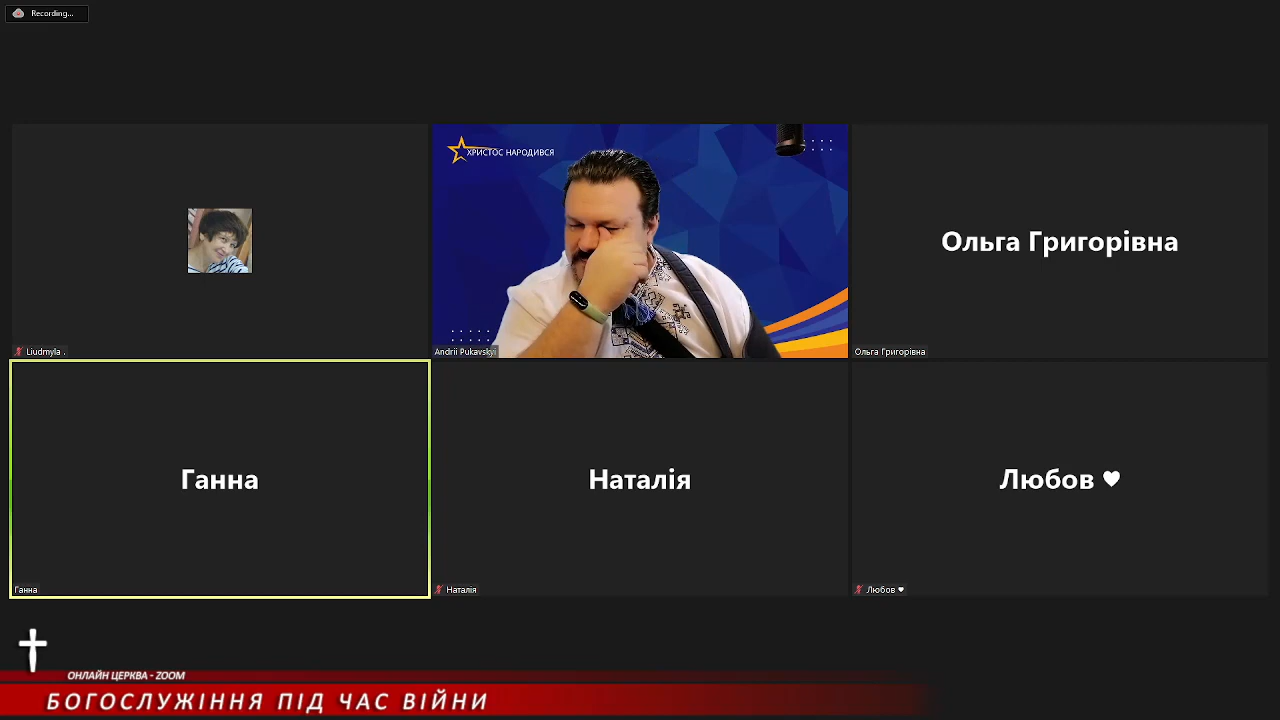 Recording...
ХРИСТОС НАРОДИВСЯ
Ольга Григорівна
Liudmyla .
Andrii Pukavskyi
Ольга Григорівна
Ганна
Наталія
Любов ♥
Ганна
Наталія
Любов ♥
ОНЛАЙН ЦЕРКВА - ZOOM
БОГОСЛУЖІННЯ ПІД ЧАС ВІЙНИ